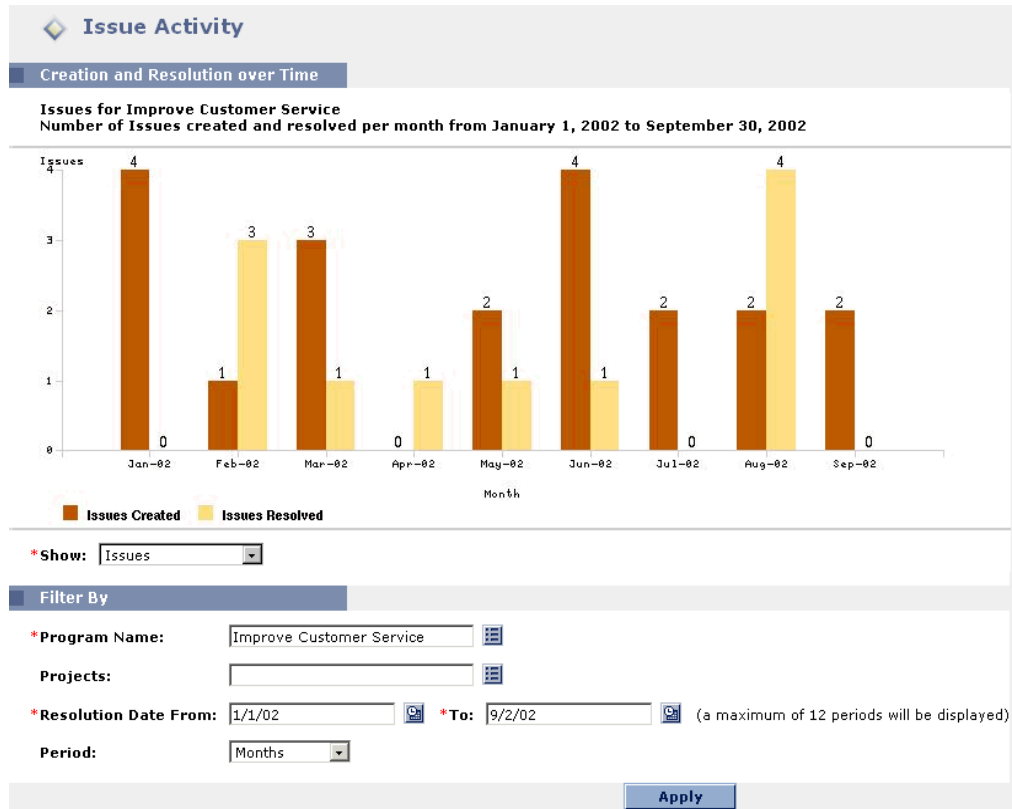 Issue Activity
Creation and Resolution over Time
Issues for Improve Customer Service
Number of Issues created and resolved per month from January 1, 2002 to September 30, 2002
Issues
4 4 4
4
3 3
3
2 2 2 2
2
1 1 1 1 1
1
0 0 0 0
0
Jan-02 Feb-02 Mar-02 Apr-02 May-02 Jun-02 Jul-02 Aug-02 Sep-02
Month
Issues Created Issues Resolved
*Show: Issues
Filter By
*Program Name: Improve Customer Service
Projects:
*Resolution Date From: 1/1/02 *To: 9/2/02 (a maximum of 12 periods will be displayed)
Period: Months
Apply